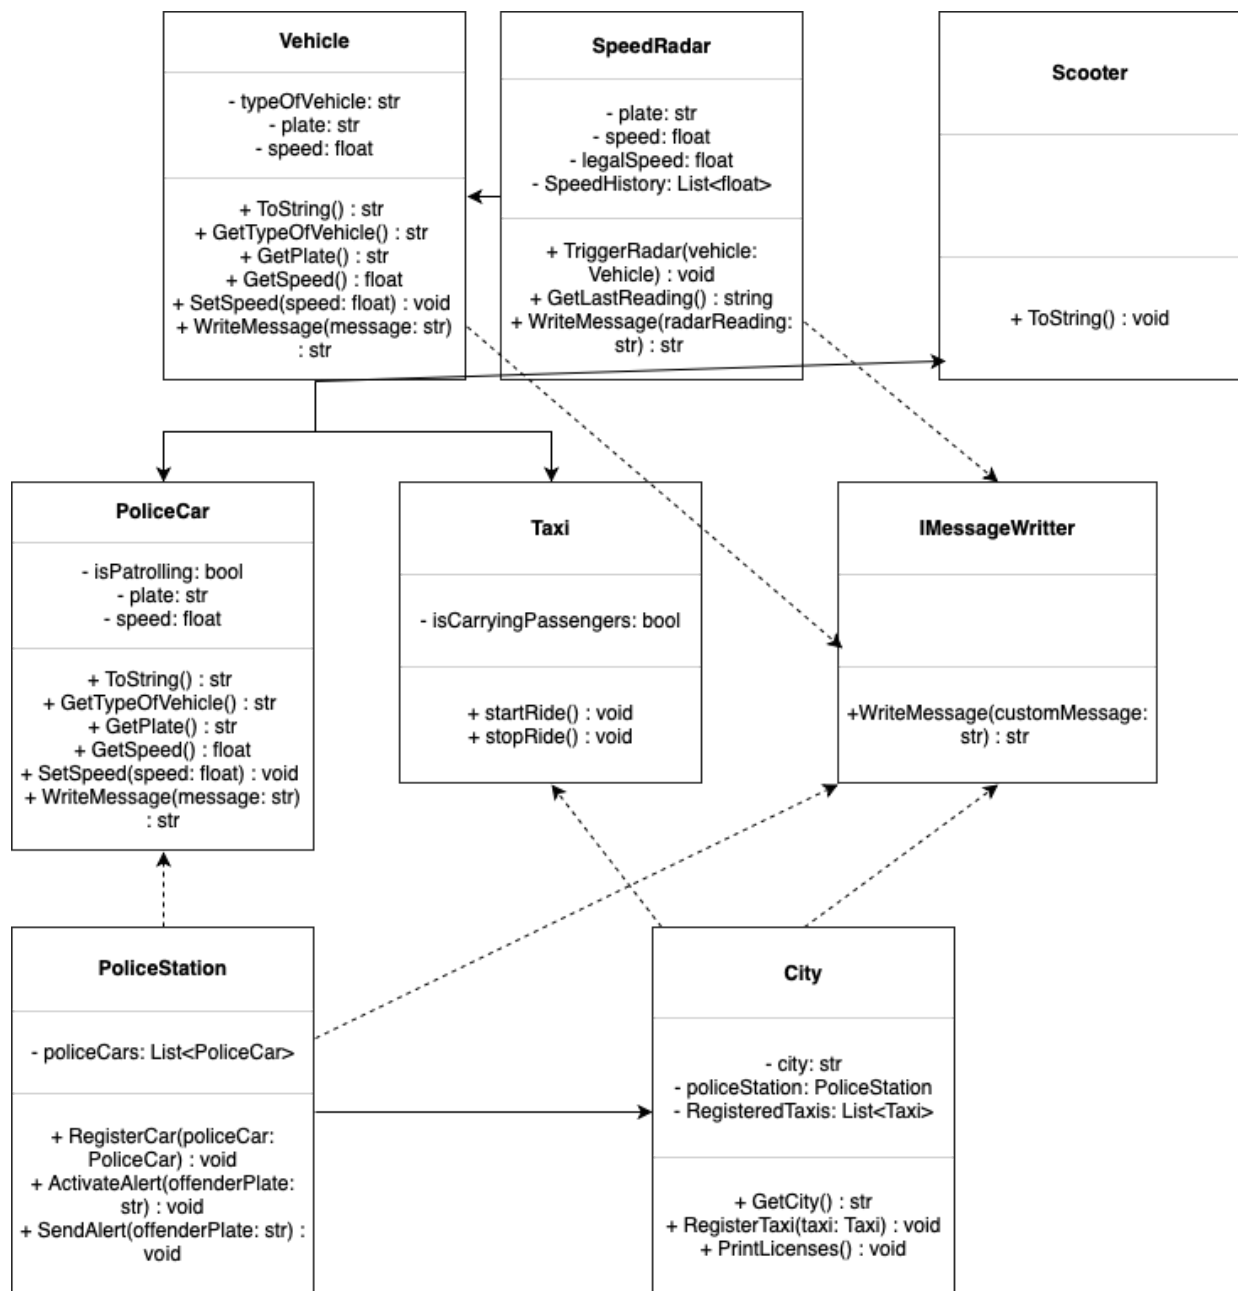 Vehicle
- typeOfVehicle: str
- plate: str
- speed: float
+ ToString() : str
+ GetTypeOfVehicle() : str
+ GetPlate() : str
+ GetSpeed() : float
+ SetSpeed(speed: float) : void
+ WriteMessage(message: str)
: str
SpeedRadar
- plate: str
- speed: float
- legalSpeed: float
- SpeedHistory: List<float>
+ TriggerRadar(vehicle:
Vehicle) : void
+ GetLastReading() : string
+ WriteMessage(radarReading:
str) : str
Scooter
+ ToString() : void
PoliceCar
- isPatrolling: bool
- plate: str
- speed: float
+ ToString() : str
+ GetTypeOfVehicle() : str
+ GetPlate() : str
+ GetSpeed() : float
+ SetSpeed(speed: float) : void
+ WriteMessage(message: str)
: str
Taxi
- isCarryingPassengers: bool
+ startRide() : void
+ stopRide() : void
IMessageWritter
+WriteMessage(customMessage:
str) : str
PoliceStation
- policeCars: List<PoliceCar>
+ RegisterCar(policeCar:
PoliceCar) : void
+ ActivateAlert(offenderPlate:
str) : void
+ SendAlert(offenderPlate: str) :
void
City
- city: str
- policeStation: PoliceStation
- RegisteredTaxis: List<Taxi>
+ GetCity() : str
+ RegisterTaxi(taxi: Taxi) : void
+ PrintLicenses() : void